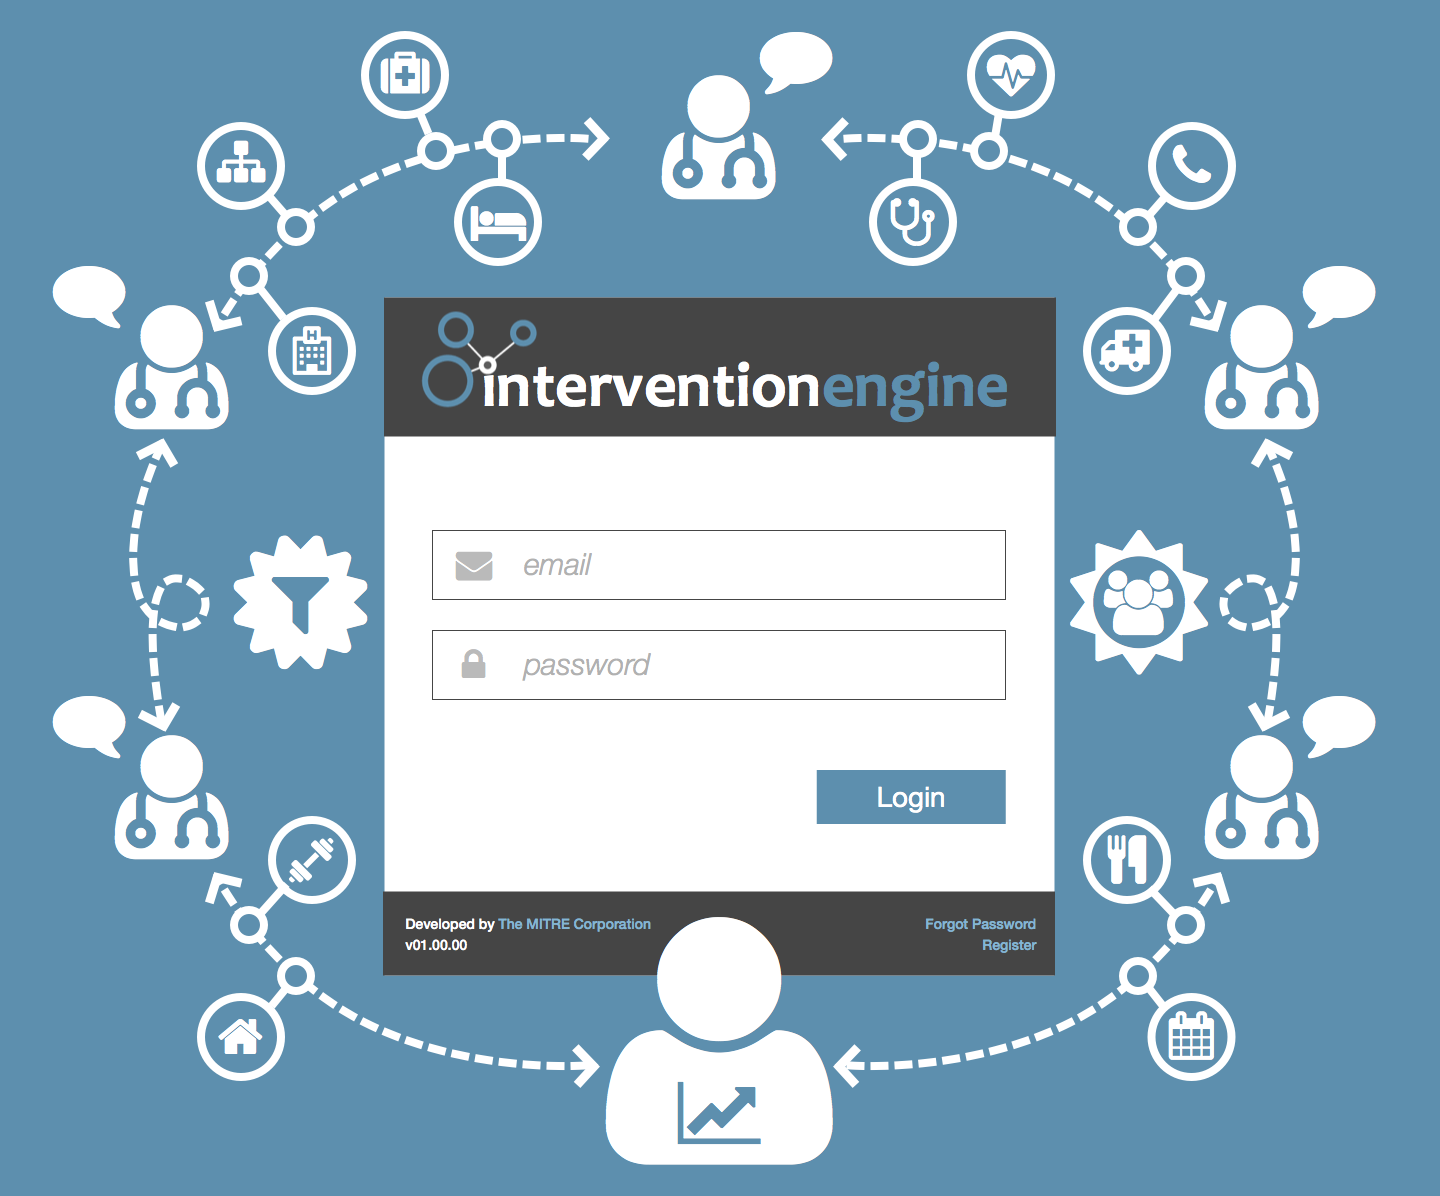 H
interventionengine
email
password
Login
Developed by The MITRE Corporation
v01.00.00
Forgot Password
Register